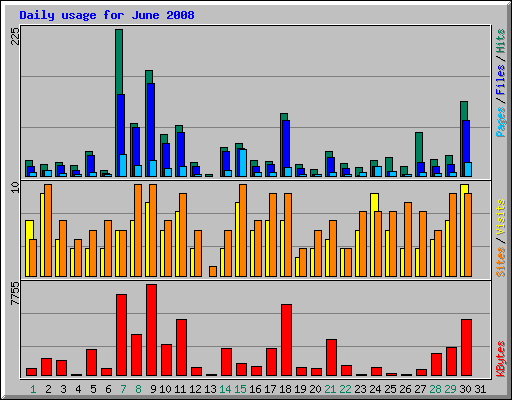 Daily usage for June 2008
225
Pages / Files / Hits
10
Sites / Visits
7755
KBytes
1 2 3 4 5 6 7 8 9 10 11 12 13 14 15 16 17 18 19 20 21 22 23 24 25 26 27 28 29 30 31